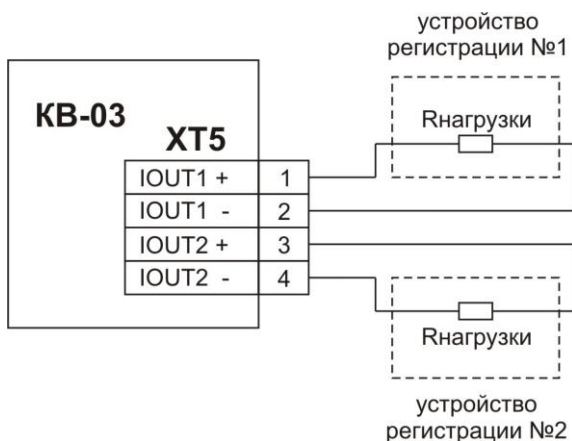 устройство
регистрации №1
КВ-03
Rнагрузки
XT5
IOUT1 + 1
IOUT1 - 2
IOUT2 + 3
IOUT2 - 4
Rнагрузки
устройство
регистрации №2